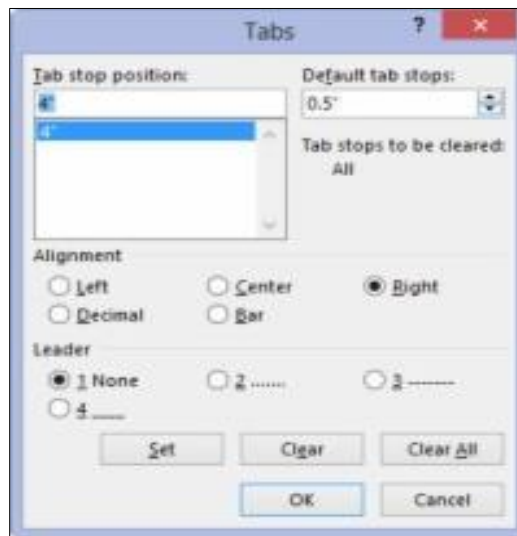 Tabs ?
Tab stop position: Default tab stops:
4" 0.5"
4"
Tab stops to be cleared:
All
Alignment
Left Center Right
Decimal Bar
Leader
1 None 2 ....... 3 --------
4 ____
Set Clear Clear All
OK Cancel